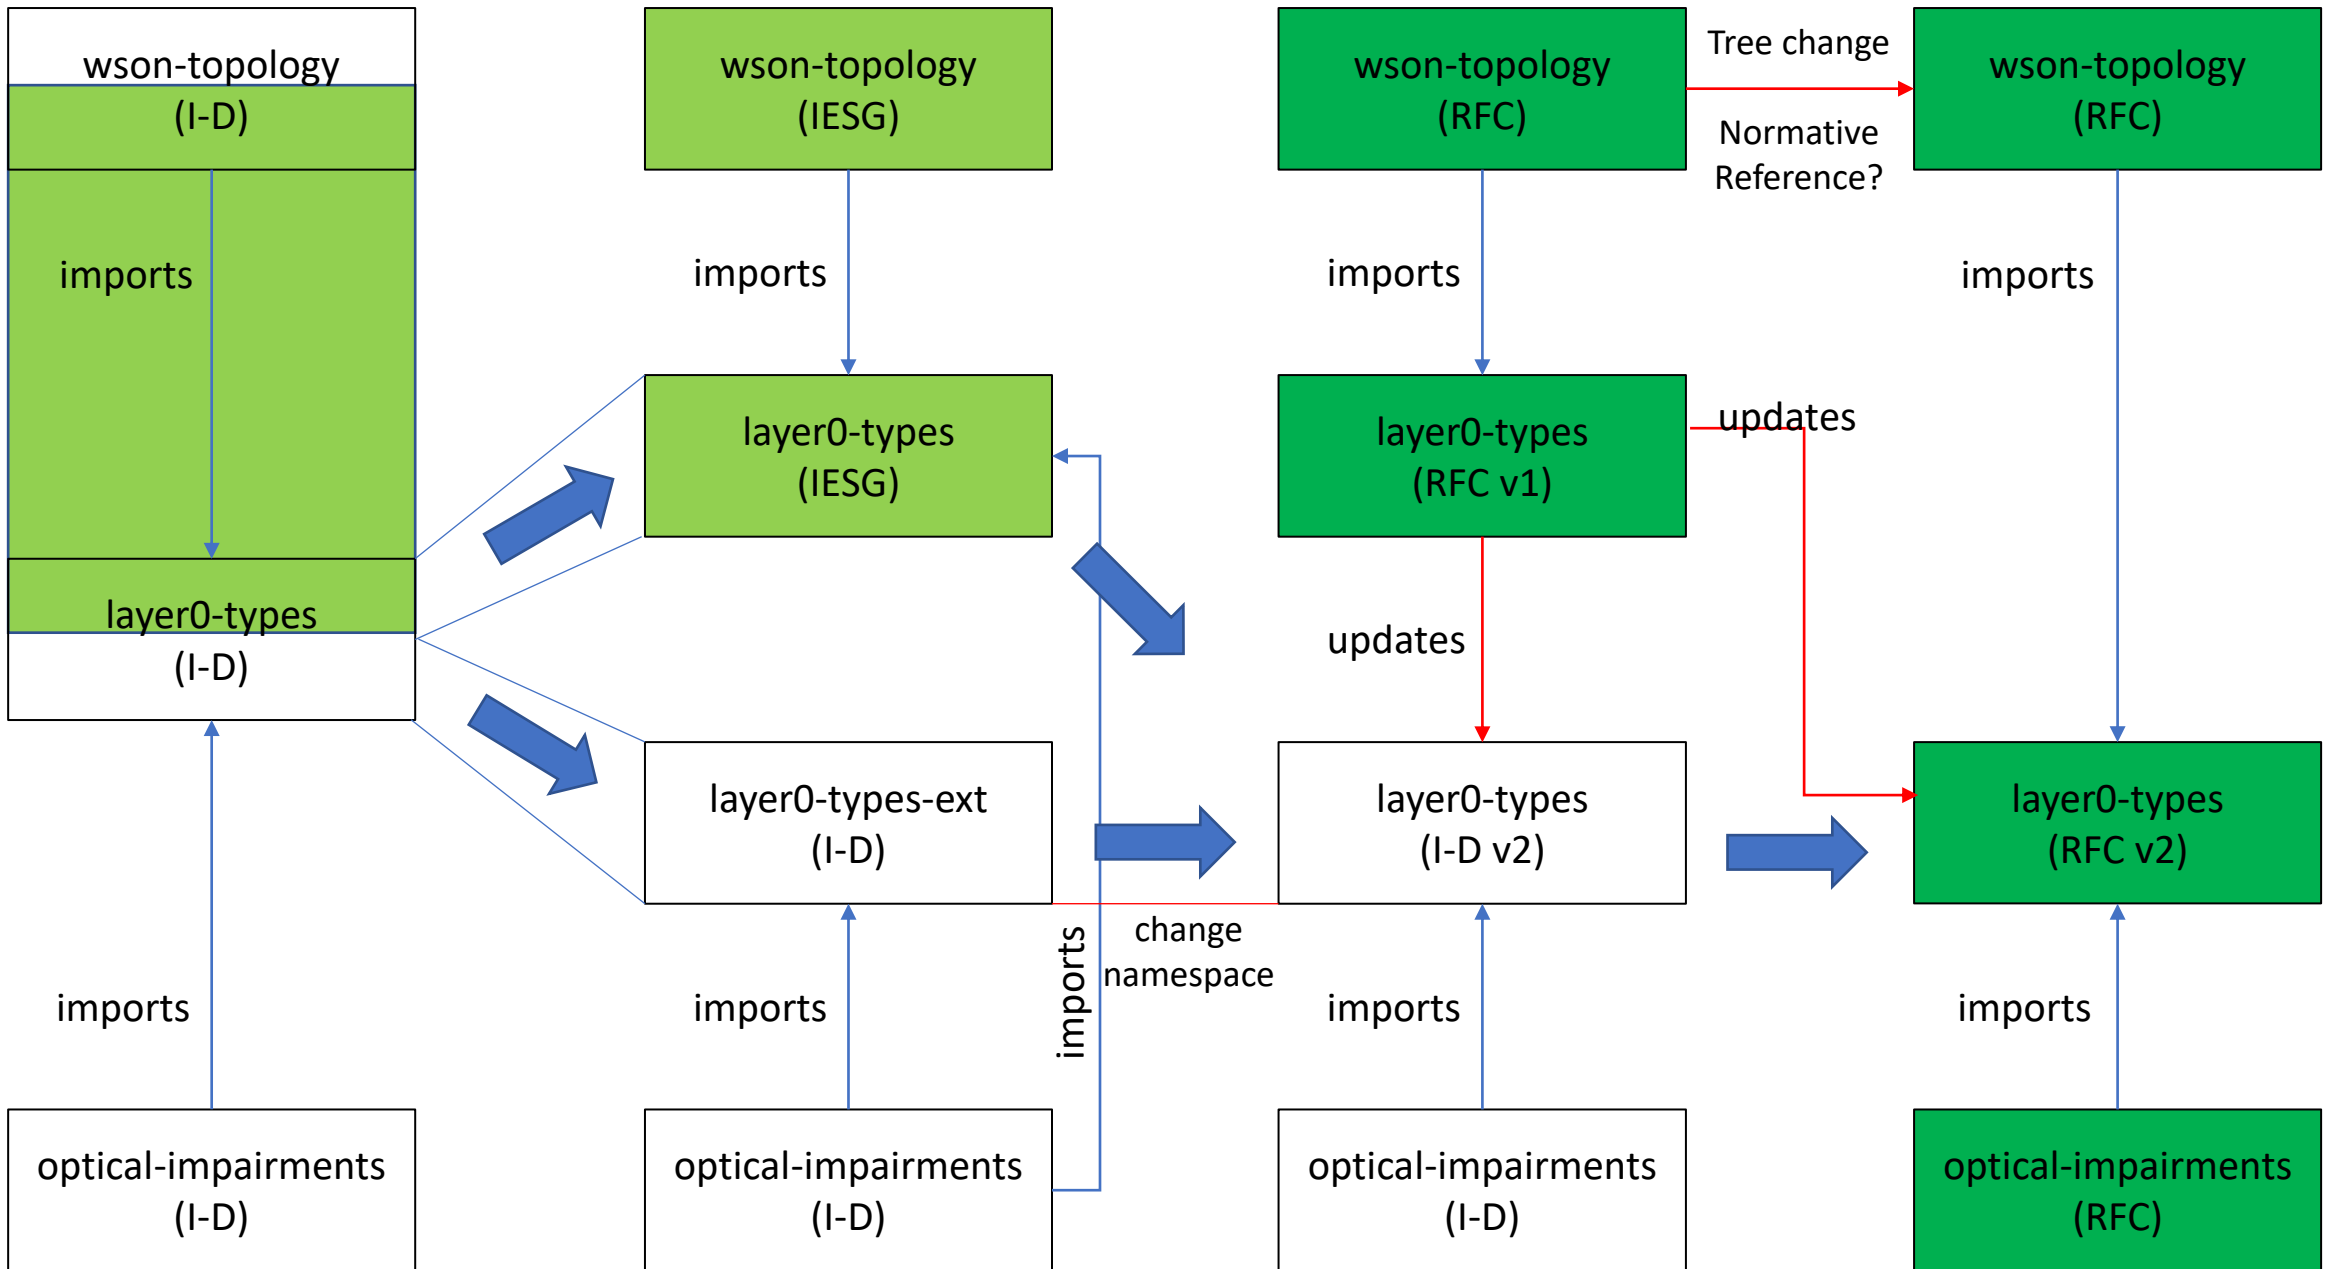 wson-topology
(I-D)
wson-topology
(IESG)
wson-topology
(RFC)
Tree change
Normative
Reference?
wson-topology
(RFC)
imports
imports
imports
imports
layer0-types
(IESG)
layer0-types
(RFC v1)
updates
layer0-types
(I-D)
updates
layer0-types-ext
(I-D)
layer0-types
(I-D v2)
layer0-types
(RFC v2)
change
namespace
imports
imports
imports
imports
imports
optical-impairments
(I-D)
optical-impairments
(I-D)
optical-impairments
(I-D)
optical-impairments
(RFC)